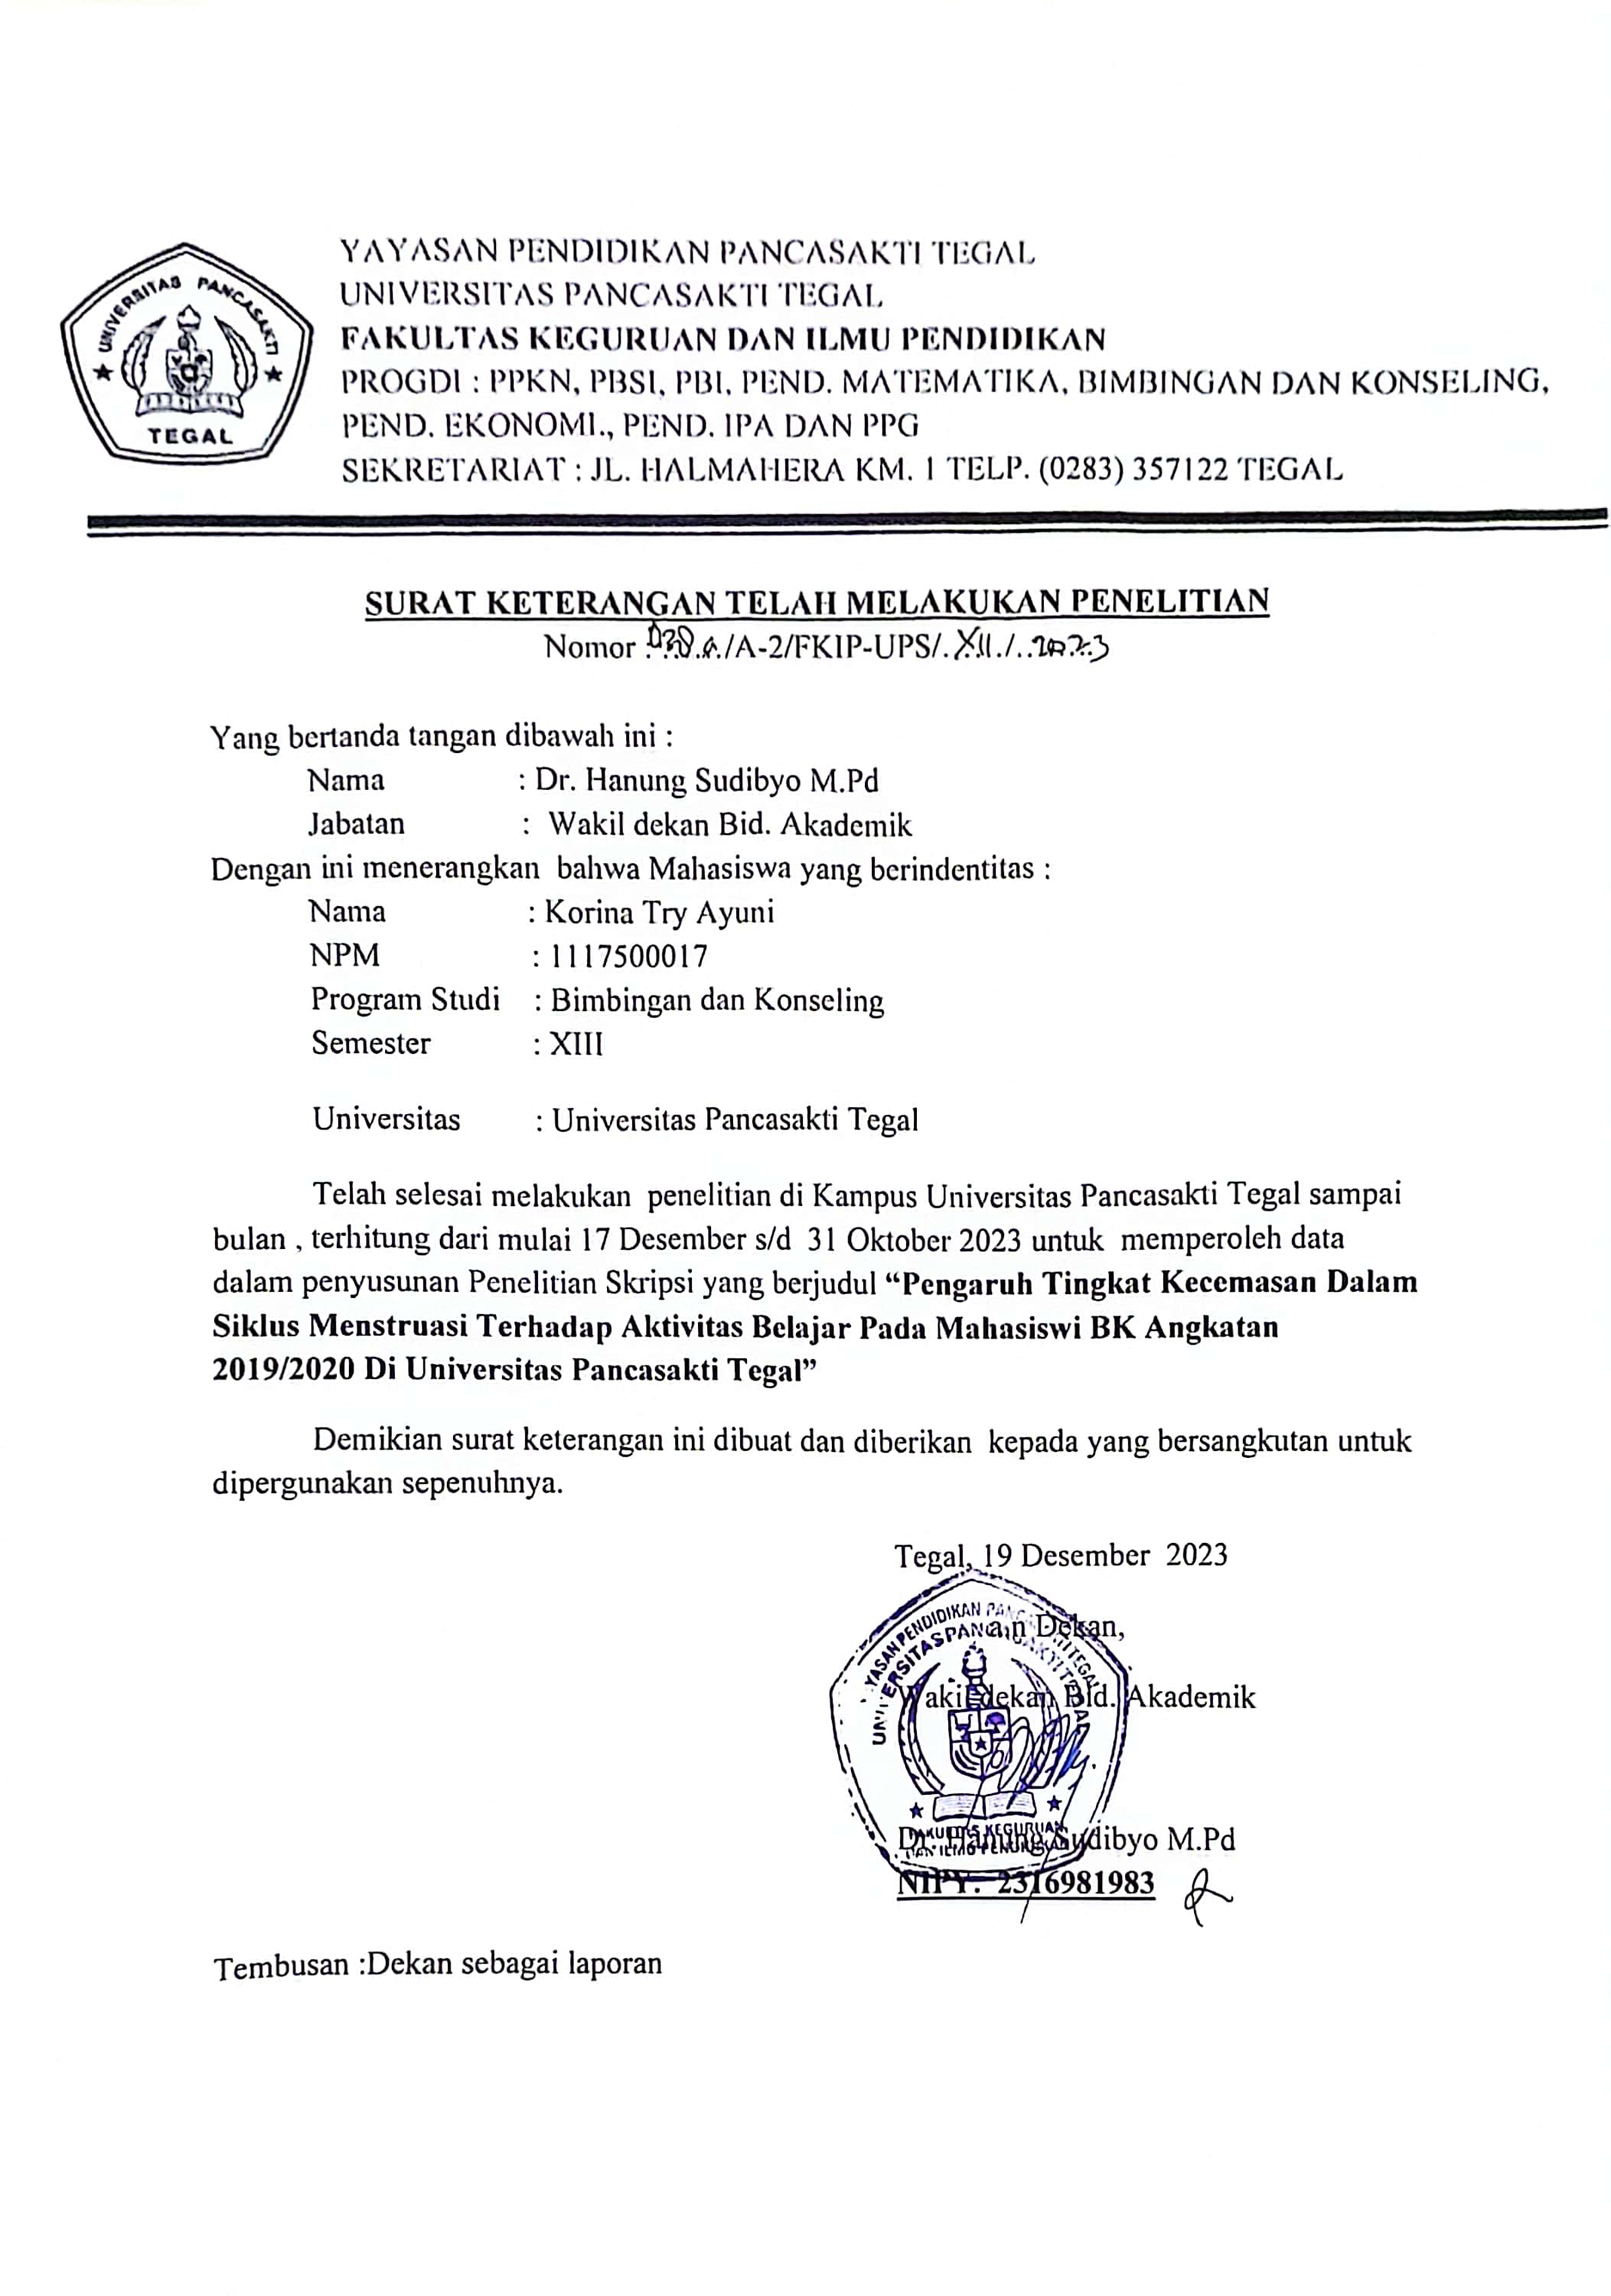 UNIVERSITAS PANCASAKTI
TEGAL
YAYASAN PENDIDIKAN PANCASAKTI TEGAL
UNIVERSITAS PANCASAKTI TEGAL
FAKULTAS KEGURUAN DAN ILMU PENDIDIKAN
PROGDI : PPKN, PBSI, PBI, PEND. MATEMATIKA, BIMBINGAN DAN KONSELING,
PEND. EKONOMI., PEND. IPA DAN PPG
SEKRETARIAT : JL. HALMAHERA KM. 1 TELP. (0283) 357122 TEGAL
SURAT KETERANGAN TELAH MELAKUKAN PENELITIAN
Nomor : /A-2/FKIP-UPS/.XII./..2023
Yang bertanda tangan dibawah ini :
Nama : Dr. Hanung Sudibyo M.Pd
Jabatan : Wakil dekan Bid. Akademik
Dengan ini menerangkan bahwa Mahasiswa yang berindentitas :
Nama : Korina Try Ayuni
NPM : 1117500017
Program Studi : Bimbingan dan Konseling
Semester : XIII
Universitas : Universitas Pancasakti Tegal
Telah selesai melakukan penelitian di Kampus Universitas Pancasakti Tegal sampai
bulan , terhitung dari mulai 17 Desember s/d 31 Oktober 2023 untuk memperoleh data
dalam penyusunan Penelitian Skripsi yang berjudul “Pengaruh Tingkat Kecemasan Dalam
Siklus Menstruasi Terhadap Aktivitas Belajar Pada Mahasiswi BK Angkatan
2019/2020 Di Universitas Pancasakti Tegal”
Demikian surat keterangan ini dibuat dan diberikan kepada yang bersangkutan untuk
dipergunakan sepenuhnya.
Tegal, 19 Desember 2023
a.n Dekan,
Wakil dekan Bid. Akademik
Dr. Hanung Sudibyo M.Pd
NIPY. 2316981983
Tembusan :Dekan sebagai laporan